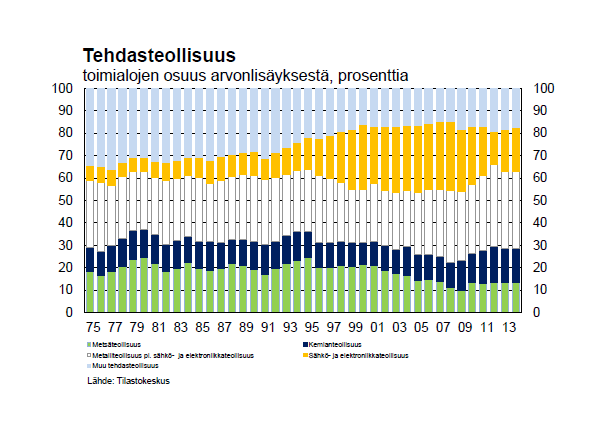 Tehdasteollisuus
toimialojen osuus arvonlisäyksestä, prosenttia
100 100
90 90
80 80
70 70
60 60
50 50
40 40
30 30
20 20
10 10
0 0
75 77 79 81 83 85 87 89 91 93 95 97 99 01 03 05 07 09 11 13
Metsäteollisuus Kemianteollisuus
Metalliteollisuus pl. sähkö- ja elektroniikkateollisuus Sähkö- ja elektroniikkateollisuus
Muu tehdasteollisuus
Lähde: Tilastokeskus